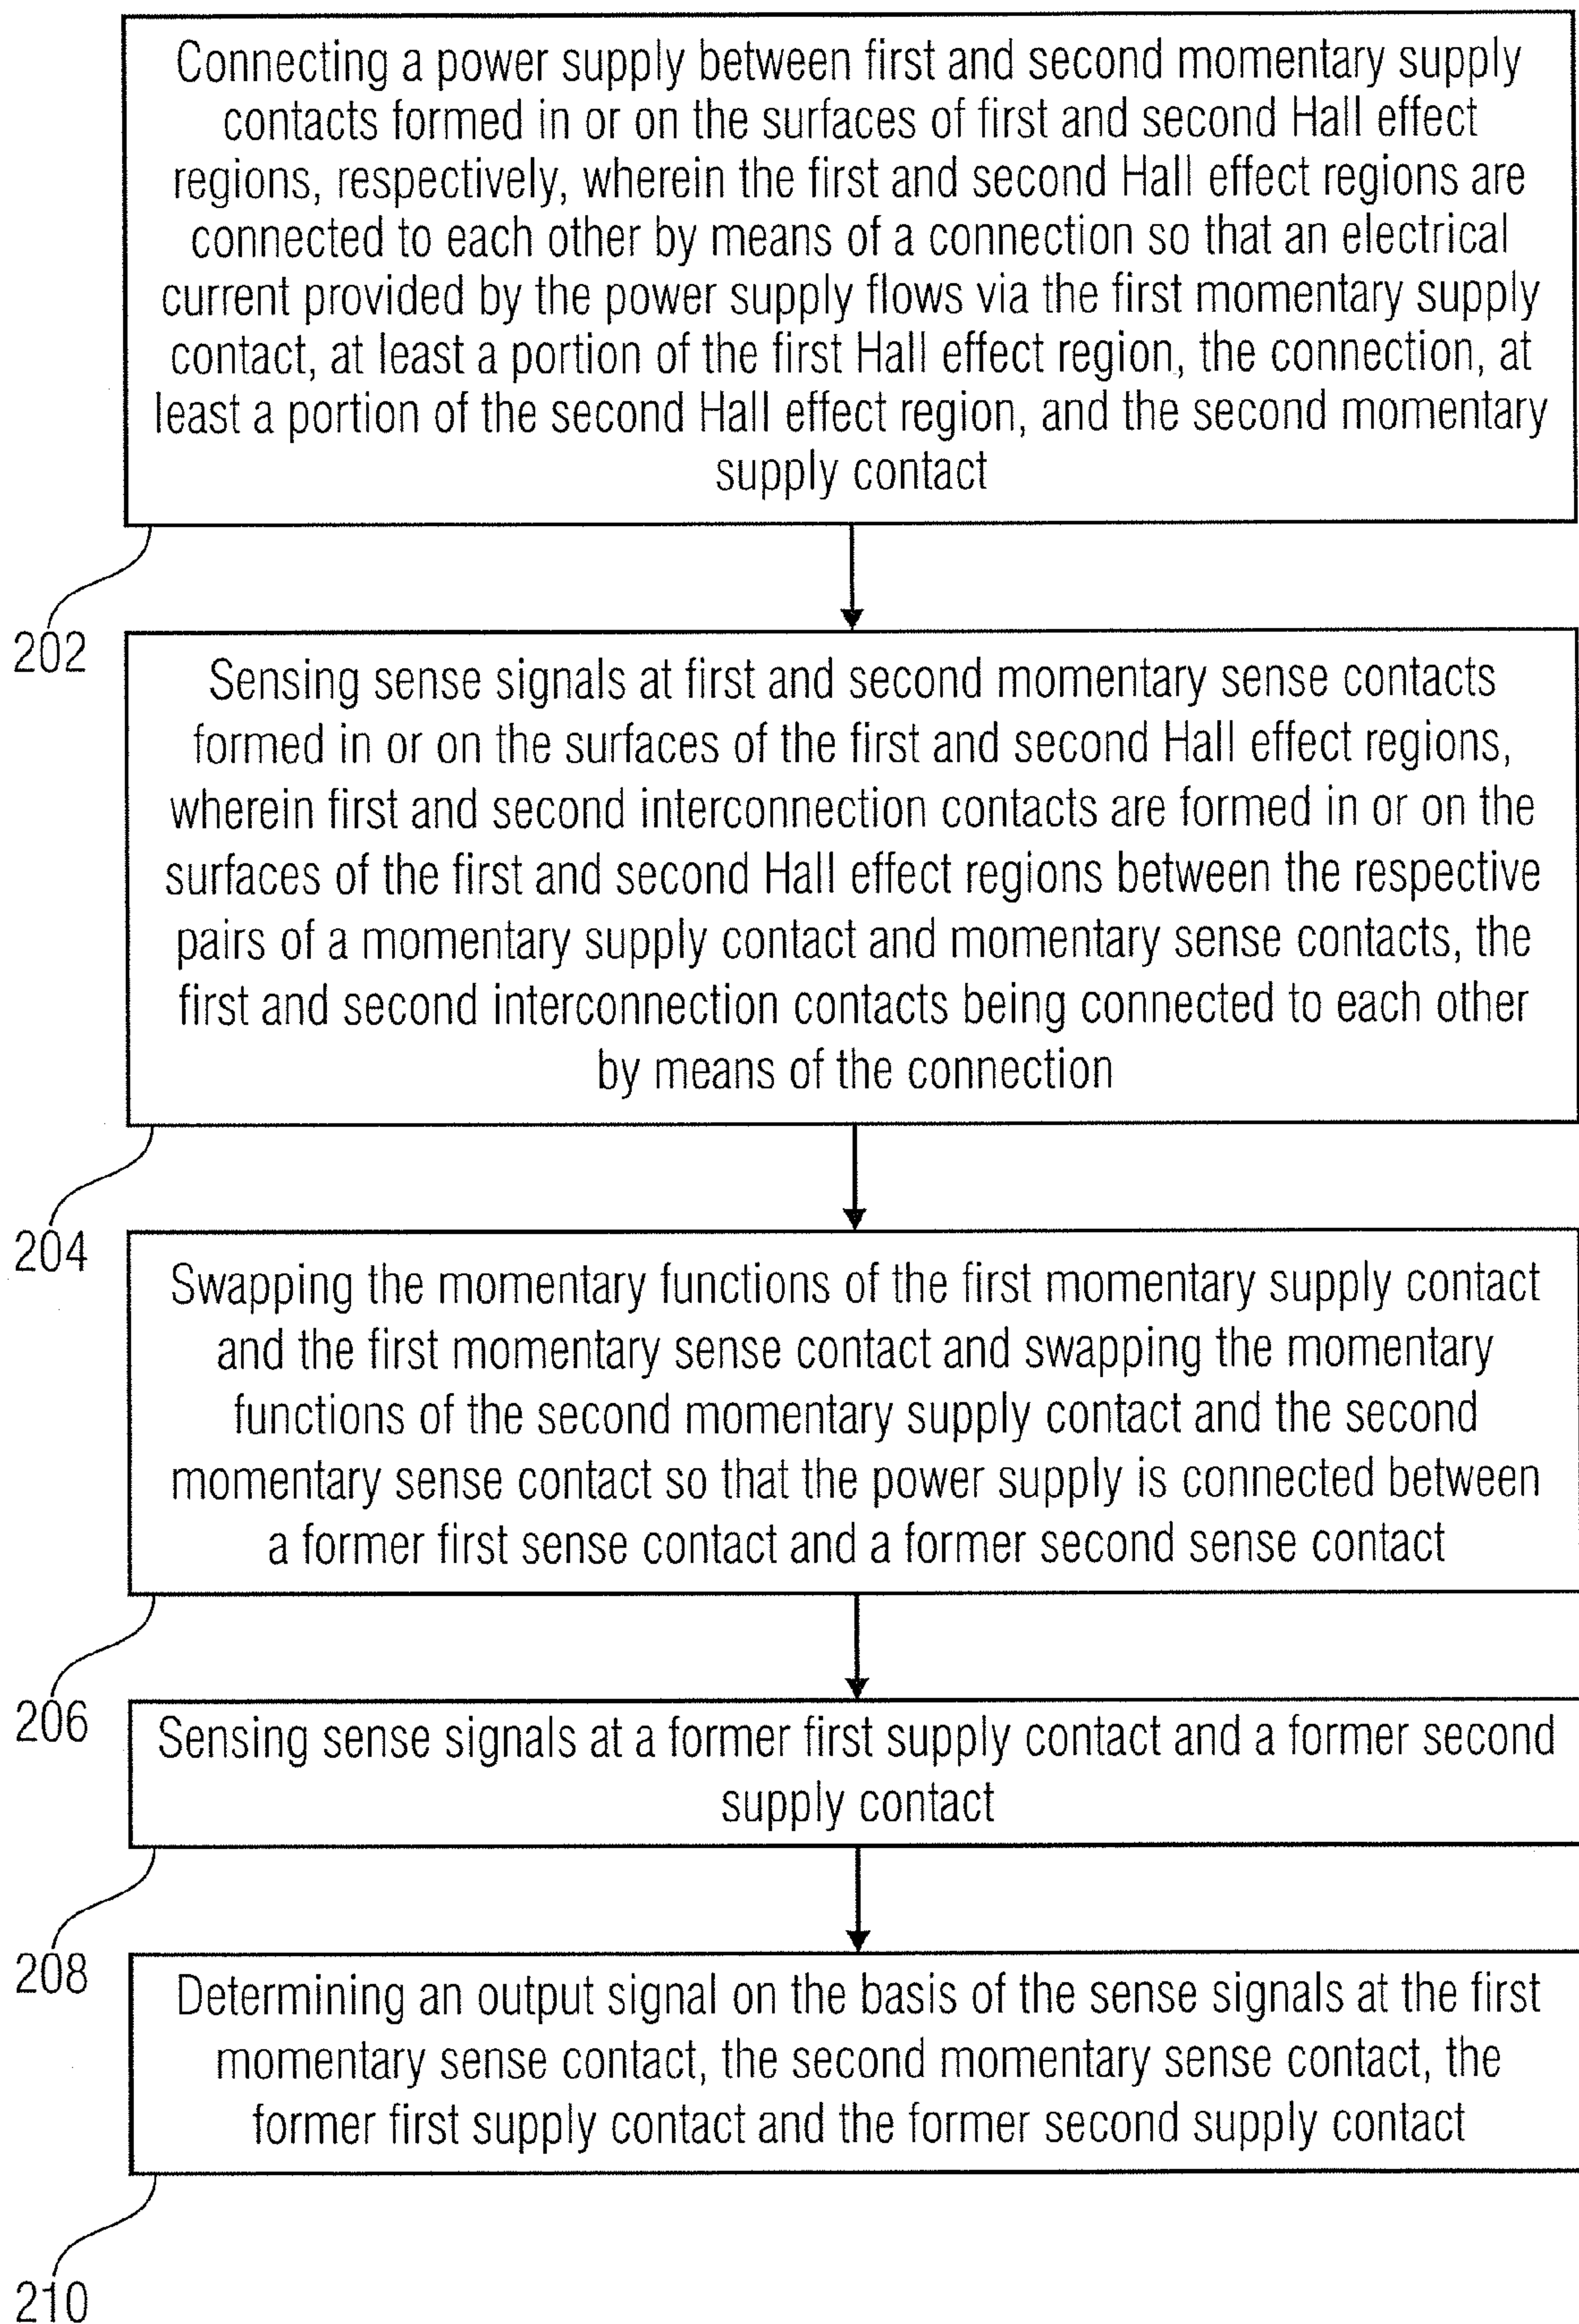 Connecting a power supply between first and second momentary supply
contacts formed in or on the surfaces of first and second Hall effect
regions, respectively, wherein the first and second Hall effect regions are
connected to each other by means of a connection so that an electrical
current provided by the power supply flows via the first momentary supply
contact, at least a portion of the first Hall effect region, the connection, at
least a portion of the second Hall effect region, and the second momentary
supply contact
202
Sensing sense signals at first and second momentary sense contacts
formed in or on the surfaces of the first and second Hall effect regions,
wherein first and second interconnection contacts are formed in or on the
surfaces of the first and second Hall effect regions between the respective
pairs of a momentary supply contact and momentary sense contacts, the
first and second interconnection contacts being connected to each other
by means of the connection
204
Swapping the momentary functions of the first momentary supply contact
and the first momentary sense contact and swapping the momentary
functions of the second momentary supply contact and the second
momentary sense contact so that the power supply is connected between
a former first sense contact and a former second sense contact
206
Sensing sense signals at a former first supply contact and a former second
supply contact
208
Determining an output signal on the basis of the sense signals at the first
momentary sense contact, the second momentary sense contact, the
former first supply contact and the former second supply contact
210